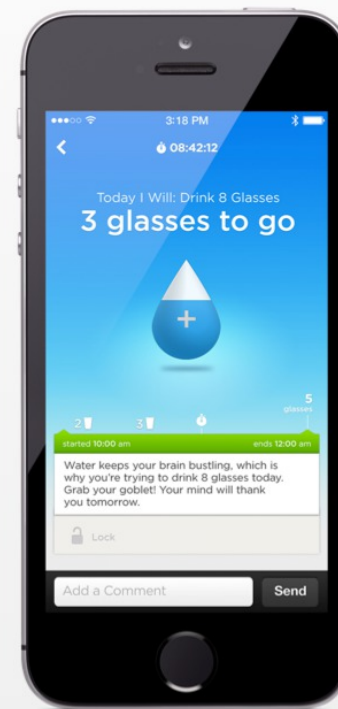 3:18 PM
08:42:12
Today I Will: Drink 8 Glasses
3 glasses to go
+
5
glasses
2
3
started 10:00 am
ends 12:00 am
Water keeps your brain bustling, which is
why you're trying to drink 8 glasses today.
Grab your goblet! Your mind will thank
you tomorrow.
Lock
Add a Comment
Send